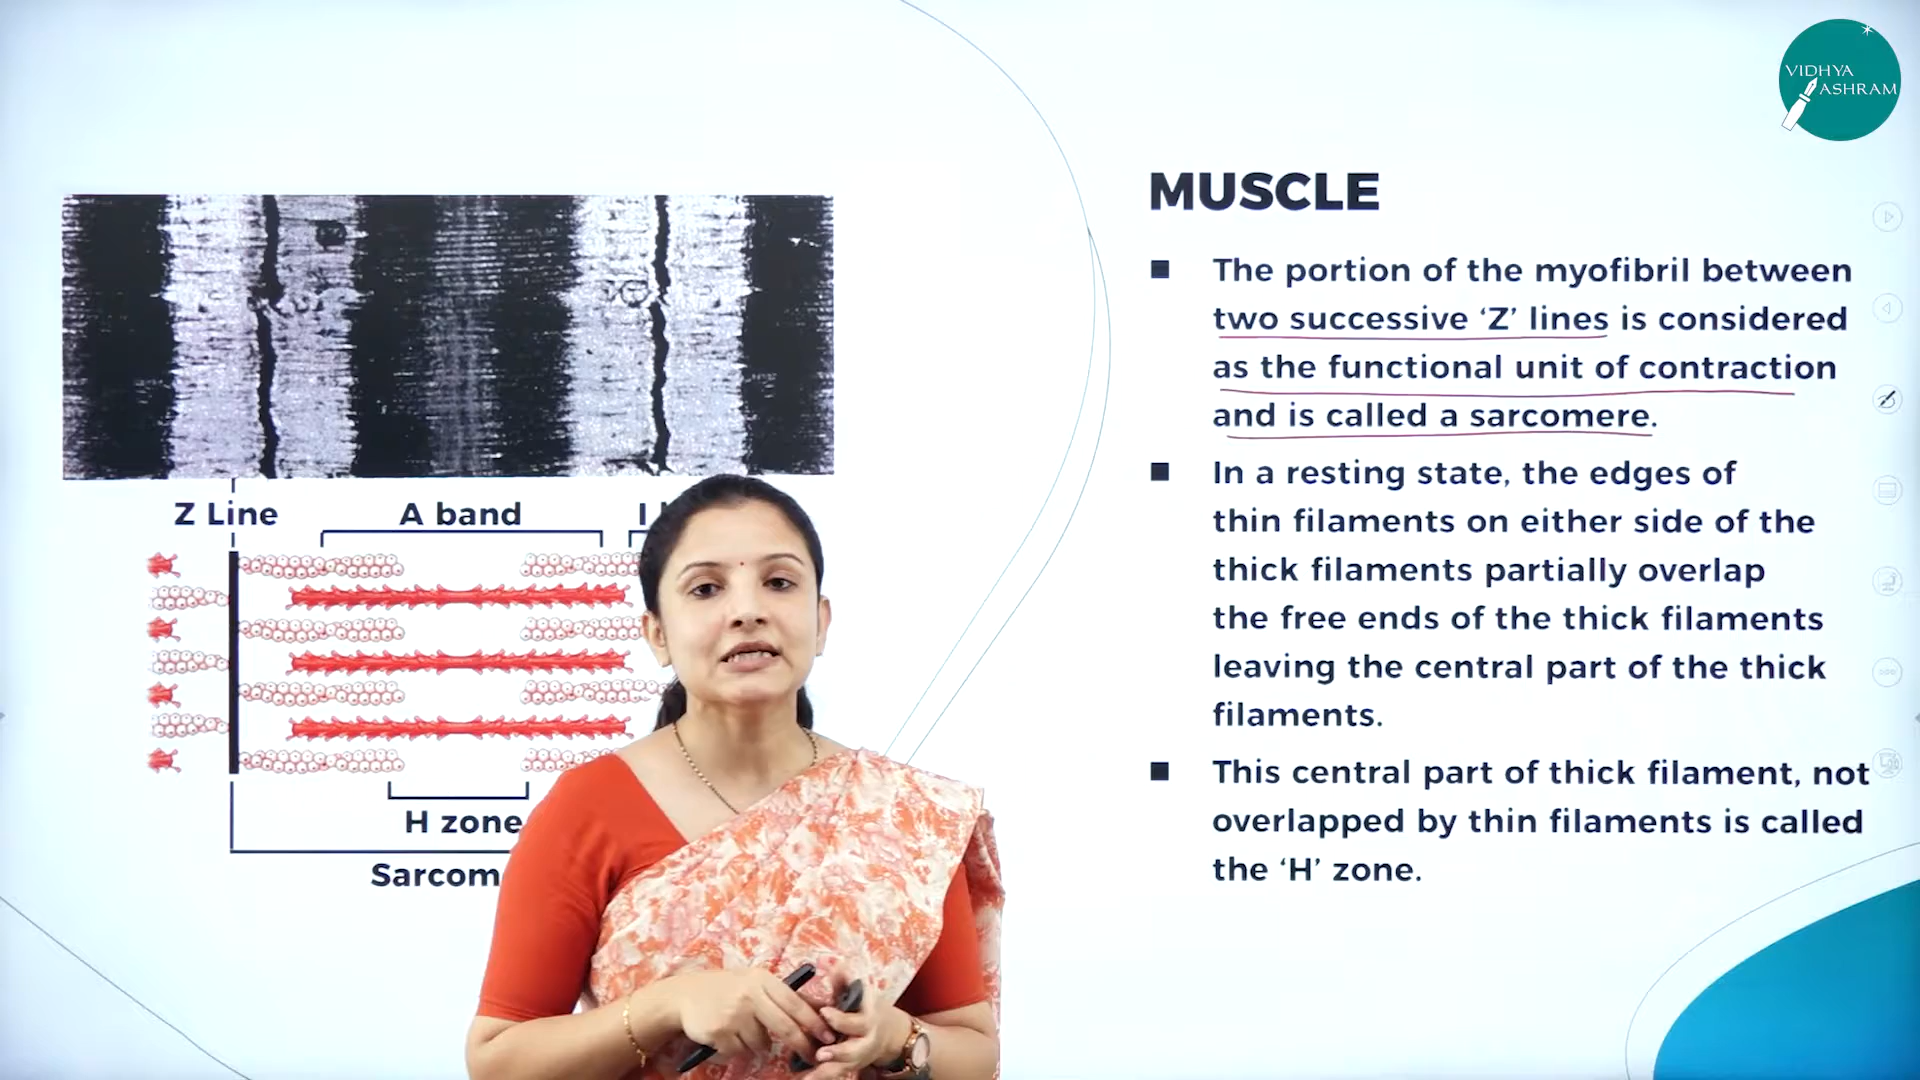 VIDHYA
ASHRAM
MUSCLE
The portion of the myofibril between
two successive ‘Z’ lines is considered
as the functional unit of contraction
and is called a sarcomere.
In a resting state, the edges of
thin filaments on either side of the
thick filaments partially overlap
the free ends of the thick filaments
leaving the central part of the thick
filaments.
This central part of thick filament, not
overlapped by thin filaments is called
the ‘H’ zone.
Z Line
A band
I
H zone